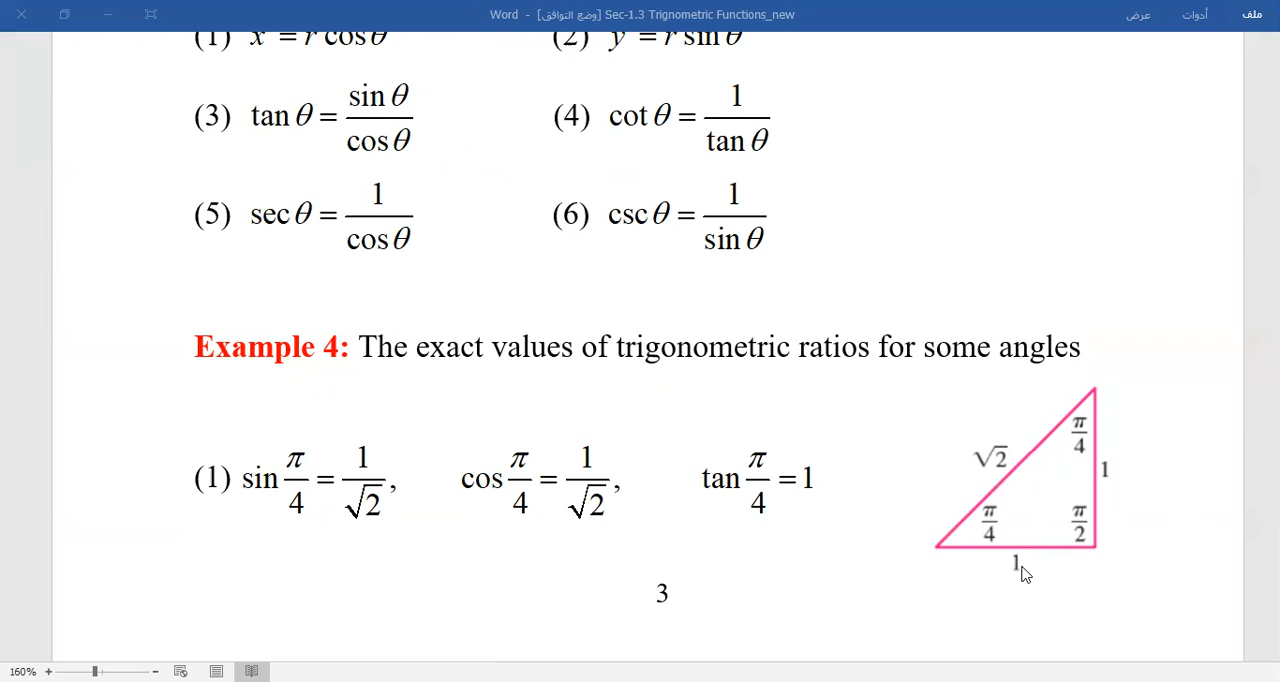 Word - [وضع التوافق] Sec-1.3 Trignometric Functions_new
عرض أدوات ملف
(1) x = r cos θ (2) y = r sin θ
(3) tan θ = sin θ / cos θ (4) cot θ = 1 / tan θ
(5) sec θ = 1 / cos θ (6) csc θ = 1 / sin θ
Example 4: The exact values of trigonometric ratios for some angles
(1) sin π/4 = 1/√2, cos π/4 = 1/√2, tan π/4 = 1
π/4
√2
1
π/4 π/2
1
3
160%